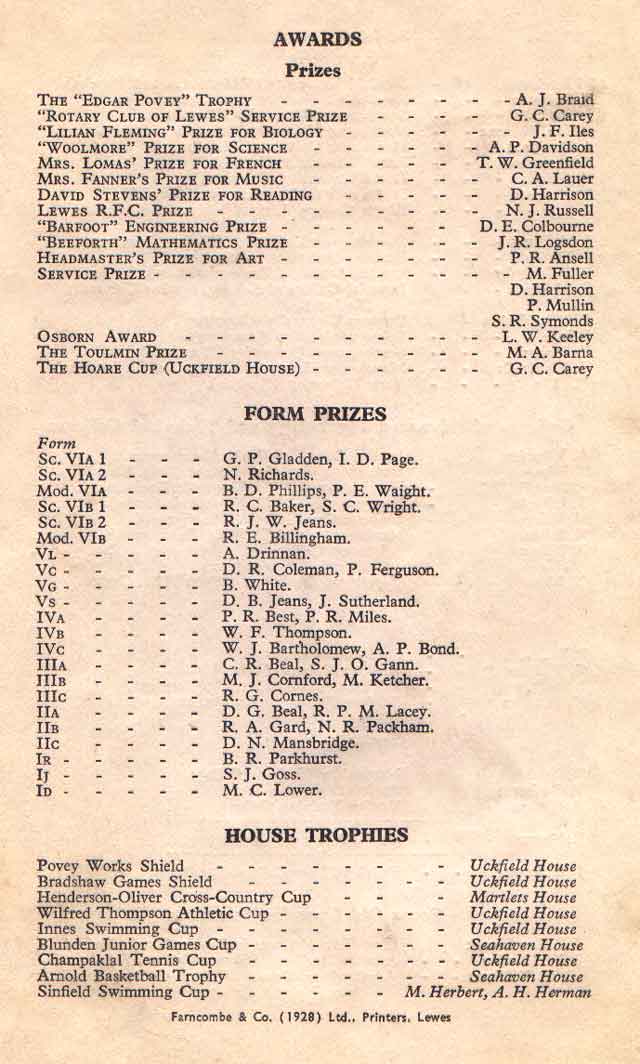 AWARDS
Prizes
THE "EDGAR POVEY" TROPHY - - - - - - - - A. J. Braid
"ROTARY CLUB OF LEWES" SERVICE PRIZE - - - - - G. C. Carey
"LILIAN FLEMING" PRIZE FOR BIOLOGY - - - - - - J. F. Iles
"WOOLMORE" PRIZE FOR SCIENCE - - - - - - A. P. Davidson
MRS. LOMAS' PRIZE FOR FRENCH - - - - - - T. W. Greenfield
MRS. FANNER'S PRIZE FOR MUSIC - - - - - - C. A. Lauer
DAVID STEVENS' PRIZE FOR READING - - - - - D. Harrison
LEWES R.F.C. PRIZE - - - - - - - - - N. J. Russell
"BARFOOT" ENGINEERING PRIZE - - - - - - D. E. Colbourne
"BEEFORTH" MATHEMATICS PRIZE - - - - - - J. R. Logsdon
HEADMASTER'S PRIZE FOR ART - - - - - - - P. R. Ansell
SERVICE PRIZE - - - - - - - - - - - - M. Fuller
D. Harrison
P. Mullin
S. R. Symonds
OSBORN AWARD - - - - - - - - - - L. W. Keeley
THE TOULMIN PRIZE - - - - - - - - - - M. A. Barna
THE HOARE CUP (UCKFIELD HOUSE) - - - - - - G. C. Carey
FORM PRIZES
Form
SC. VIA 1 - - - G. P. Gladden, I. D. Page.
SC. VIA 2 - - - N. Richards.
MOD. VIA - - - B. D. Phillips, P. E. Waight.
SC. VIB 1 - - - R. C. Baker, S. C. Wright.
SC. VIB 2 - - - R. J. W. Jeans.
MOD. VIB - - - R. E. Billingham.
VL - - - - - A. Drinnan.
VC - - - - - D. R. Coleman, P. Ferguson.
VG - - - - - B. White.
VS - - - - - D. B. Jeans, J. Sutherland.
IVA - - - - P. R. Best, P. R. Miles.
IVB - - - - W. F. Thompson.
IVC - - - - W. J. Bartholomew, A. P. Bond.
IIIA - - - - C. R. Beal, S. J. O. Gann.
IIIB - - - - M. J. Cornford, M. Ketcher.
IIIC - - - - R. G. Cornes.
IIA - - - - D. G. Beal, R. P. M. Lacey.
IIB - - - - R. A. Gard, N. R. Packham.
IIC - - - - D. N. Mansbridge.
IR - - - - - B. R. Parkhurst.
IJ - - - - - S. J. Goss.
ID - - - - - M. C. Lower.
HOUSE TROPHIES
Povey Works Shield - - - - - - - - Uckfield House
Bradshaw Games Shield - - - - - - - - Uckfield House
Henderson-Oliver Cross-Country Cup - - - - Martlets House
Wilfred Thompson Athletic Cup - - - - - - Uckfield House
Innes Swimming Cup - - - - - - - - Uckfield House
Blunden Junior Games Cup - - - - - - - Seahaven House
Champaklal Tennis Cup - - - - - - - Uckfield House
Arnold Basketball Trophy - - - - - - - Seahaven House
Sinfield Swimming Cup - - - - - - M. Herbert, A. H. Herman
Farncombe & Co. (1928) Ltd., Printers, Lewes